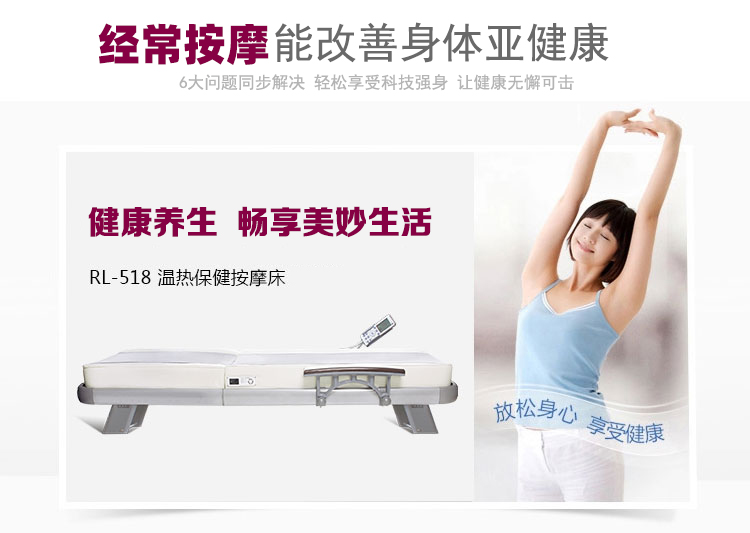 经常按摩能改善身体亚健康
6大问题同步解决 轻松享受科技强身 让健康无懈可击
健康养生 畅享美妙生活
RL-518 温热保健按摩床
放松身心 享受健康